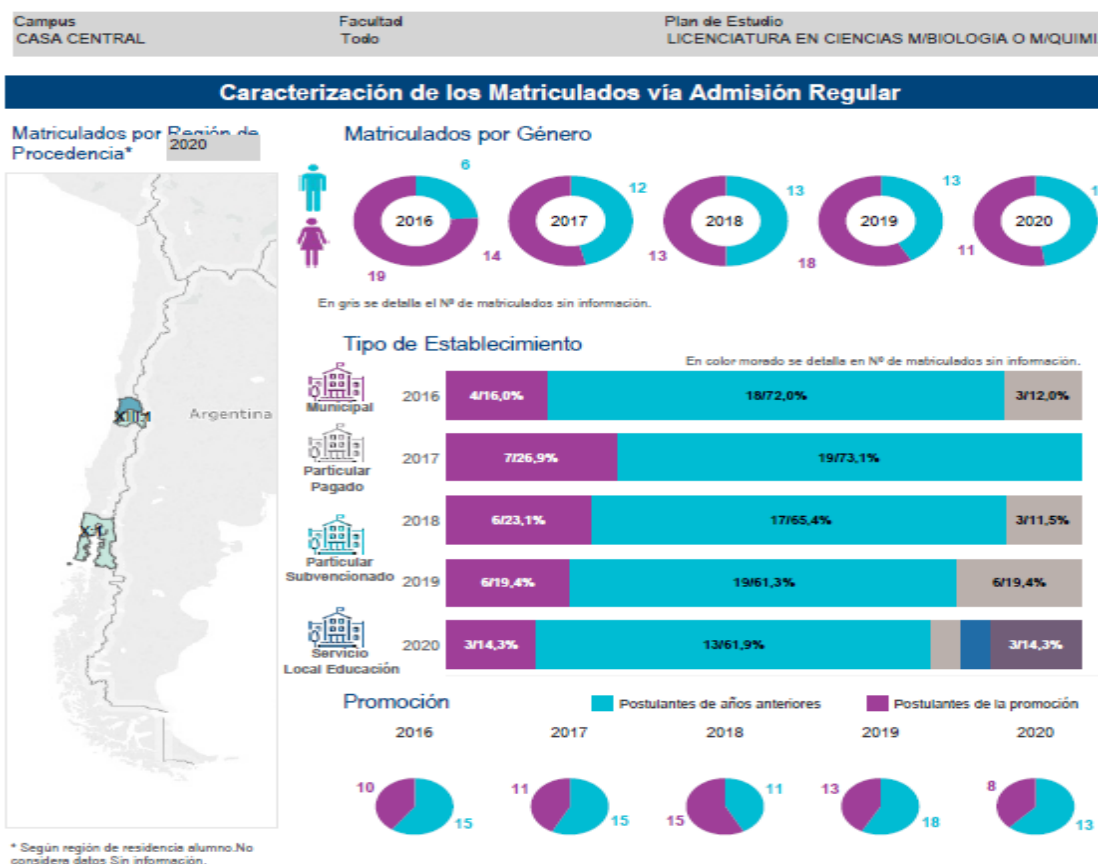 Campus
CASA CENTRAL
Facultad
Todo
Plan de Estudio
LICENCIATURA EN CIENCIAS M/BIOLOGIA O M/QUIMI
Caracterización de los Matriculados vía Admisión Regular
Matriculados por Región de
Procedencia*
2020
Argentina
* Según región de residencia alumno.No
considera datos Sin información.
Matriculados por Género
6
2016
19
12
2017
14
13
2018
13
13
2019
18
2020
11
En gris se detalla el Nº de matriculados sin información.
Tipo de Establecimiento
En color morado se detalla en Nº de matriculados sin información.
Municipal
Particular
Pagado
Particular
Subvencionado
Servicio
Local Educación
2016 4/16,0% 18/72,0% 3/12,0%
2017 7/26,9% 19/73,1%
2018 6/23,1% 17/65,4% 3/11,5%
2019 6/19,4% 19/61,3% 6/19,4%
2020 3/14,3% 13/61,9% 3/14,3%
Promoción
Postulantes de años anteriores
Postulantes de la promoción
2016 2017 2018 2019 2020
10 15
11 15
15 11
13 18
8 13